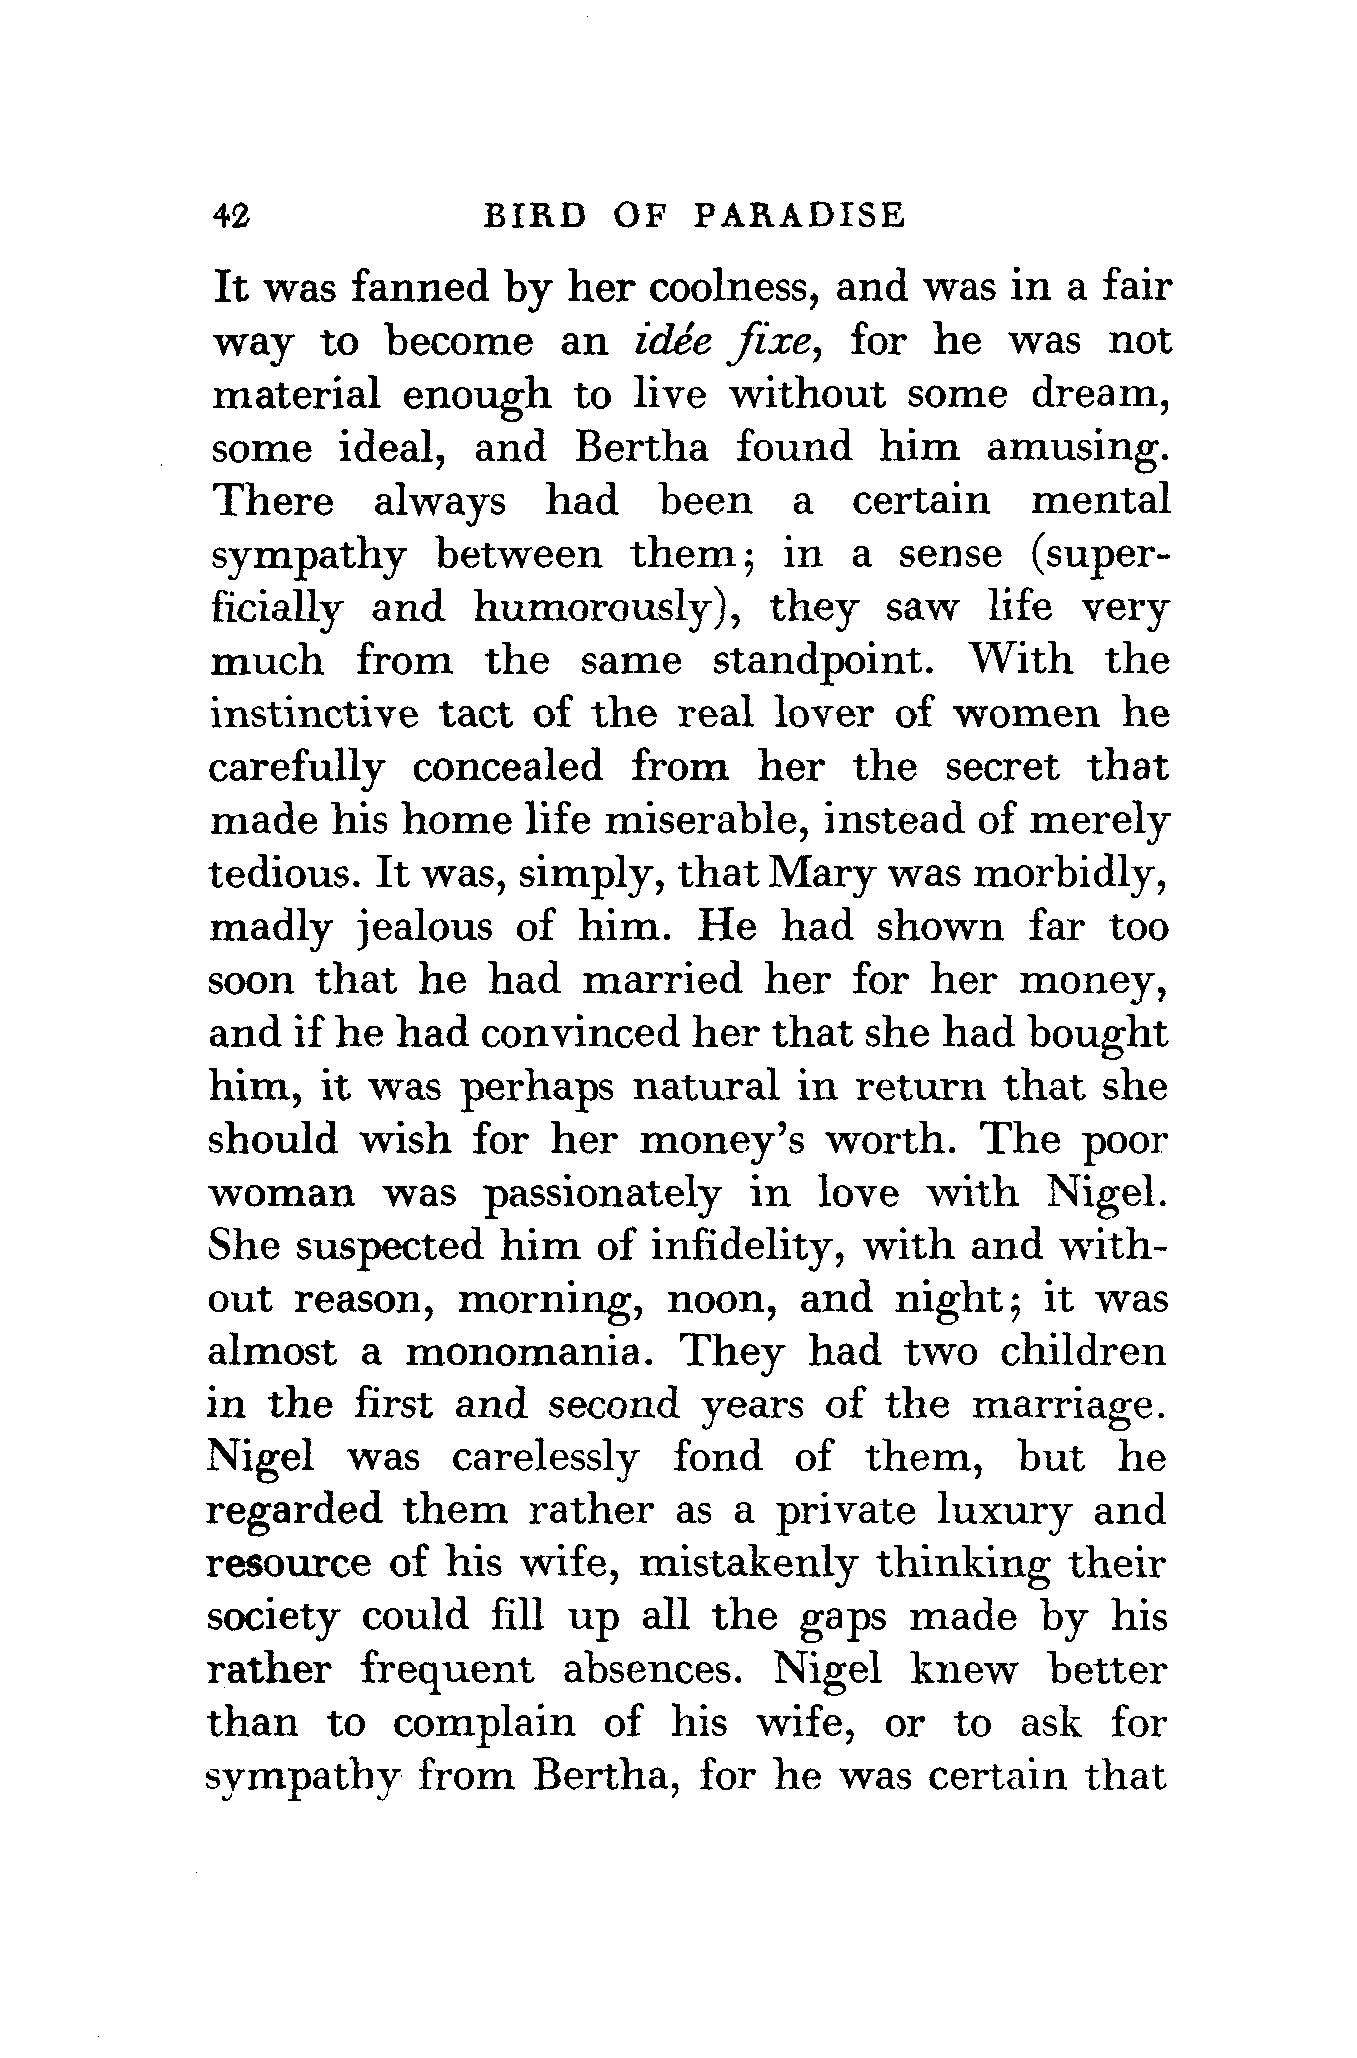 42 BIRD OF PARADISE
It was fanned by her coolness, and was in a fair
way to become an idée fixe, for he was not
material enough to live without some dream,
some ideal, and Bertha found him amusing.
There always had been a certain mental
sympathy between them; in a sense (super-
ficially and humorously), they saw life very
much from the same standpoint. With the
instinctive tact of the real lover of women he
carefully concealed from her the secret that
made his home life miserable, instead of merely
tedious. It was, simply, that Mary was morbidly,
madly jealous of him. He had shown far too
soon that he had married her for her money,
and if he had convinced her that she had bought
him, it was perhaps natural in return that she
should wish for her money's worth. The poor
woman was passionately in love with Nigel.
She suspected him of infidelity, with and with-
out reason, morning, noon, and night; it was
almost a monomania. They had two children
in the first and second years of the marriage.
Nigel was carelessly fond of them, but he
regarded them rather as a private luxury and
resource of his wife, mistakenly thinking their
society could fill up all the gaps made by his
rather frequent absences. Nigel knew better
than to complain of his wife, or to ask for
sympathy from Bertha, for he was certain that